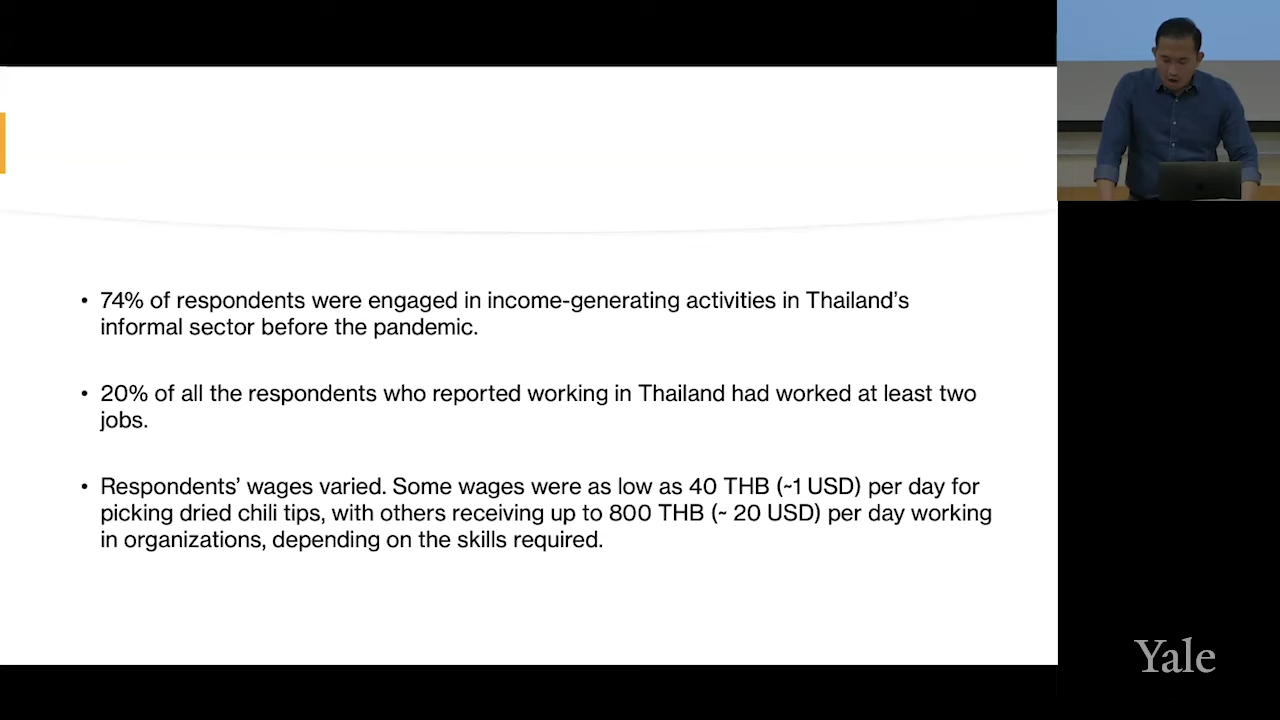 • 74% of respondents were engaged in income-generating activities in Thailand’s
informal sector before the pandemic.
• 20% of all the respondents who reported working in Thailand had worked at least two
jobs.
• Respondents’ wages varied. Some wages were as low as 40 THB (~1 USD) per day for
picking dried chili tips, with others receiving up to 800 THB (~ 20 USD) per day working
in organizations, depending on the skills required.
Yale